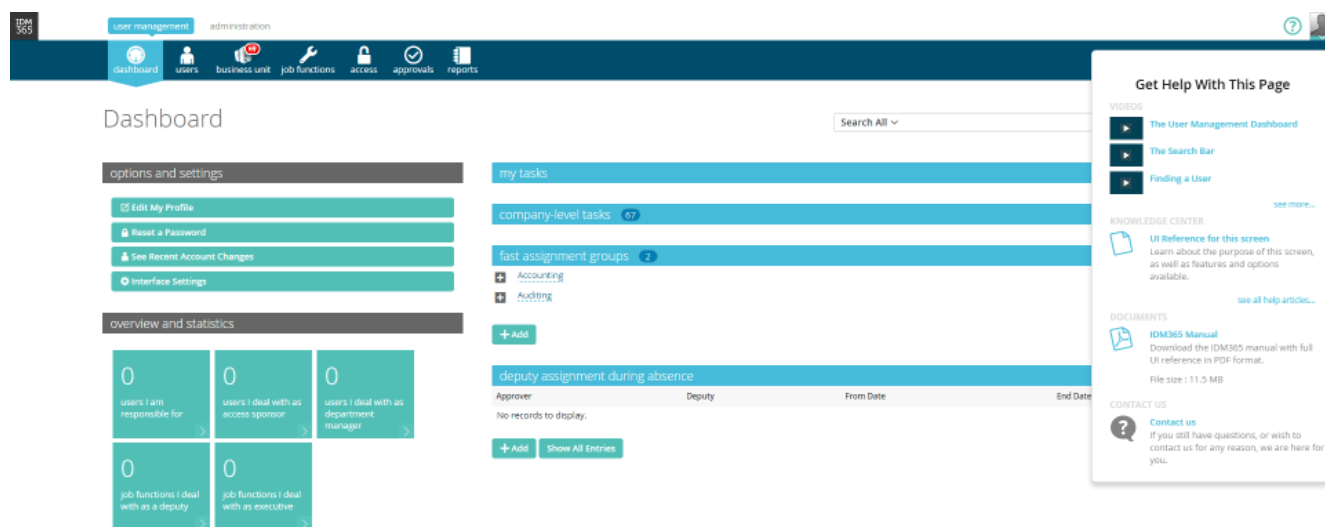 IDM
365
user management
administration
dashboard
users
business unit
job functions
access
approvals
reports
Dashboard
Search All
options and settings
Edit My Profile
Reset a Password
See Recent Account Changes
Interface Settings
overview and statistics
0
users I am
responsible for
0
users I deal with as
access sponsor
0
users I deal with as
department
manager
0
job functions I deal
with as a deputy
0
job functions I deal
with as executive
my tasks
company-level tasks 67
fast assignment groups 2
Accounting
Auditing
+ Add
deputy assignment during absence
Approver Deputy From Date End Date
No records to display.
+ Add Show All Entries
?
Get Help With This Page
VIDEOS
The User Management Dashboard
The Search Bar
Finding a User
see more...
KNOWLEDGE CENTER
UI Reference for this screen
Learn about the purpose of this screen,
as well as features and options
available.
see all help articles...
DOCUMENTS
IDM365 Manual
Download the IDM365 manual with full
UI reference in PDF format.
File size : 11.5 MB
CONTACT US
?
Contact us
If you still have questions, or wish to
contact us for any reason, we are here for
you.